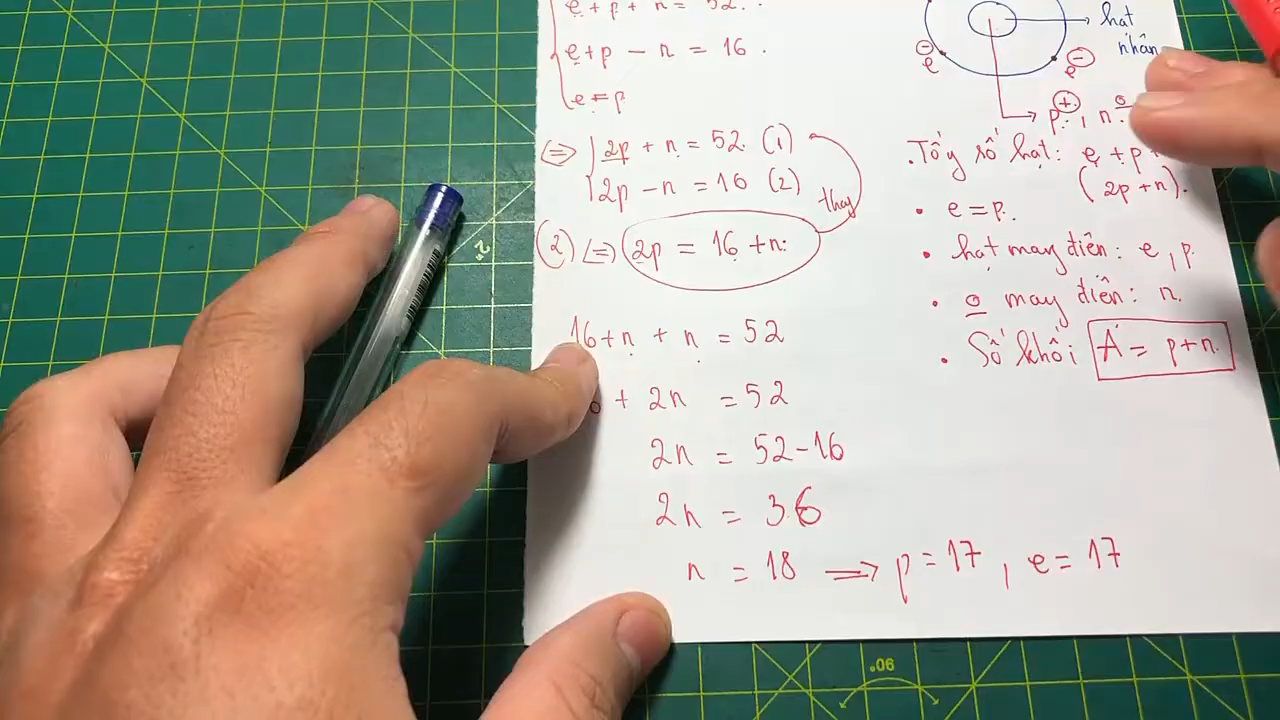 e + p + n = 52.
e + p - n = 16.
e = p
⇔ 2p + n = 52 (1)
2p - n = 16 (2)
thay
(2) ⇔ 2p = 16 + n
16 + n + n = 52
+ 2n = 52
2n = 52 - 16
2n = 36
n = 18 ⟹ p = 17, e = 17
hạt
nhân
⊖
e
⊖
e
p⊕, n
Tổng số hạt: e + p +
(2p + n).
• e = p.
• hạt mang điện: e, p
• o mang điện: n.
• Số khối A = p + n
.06